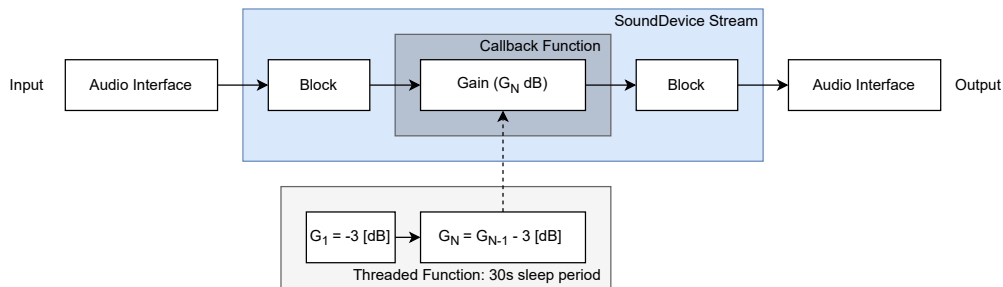 SoundDevice Stream
Callback Function
Input
Audio Interface
Block
Gain (G_N dB)
Block
Audio Interface
Output
G_1 = -3 [dB]
G_N = G_{N-1} - 3 [dB]
Threaded Function: 30s sleep period